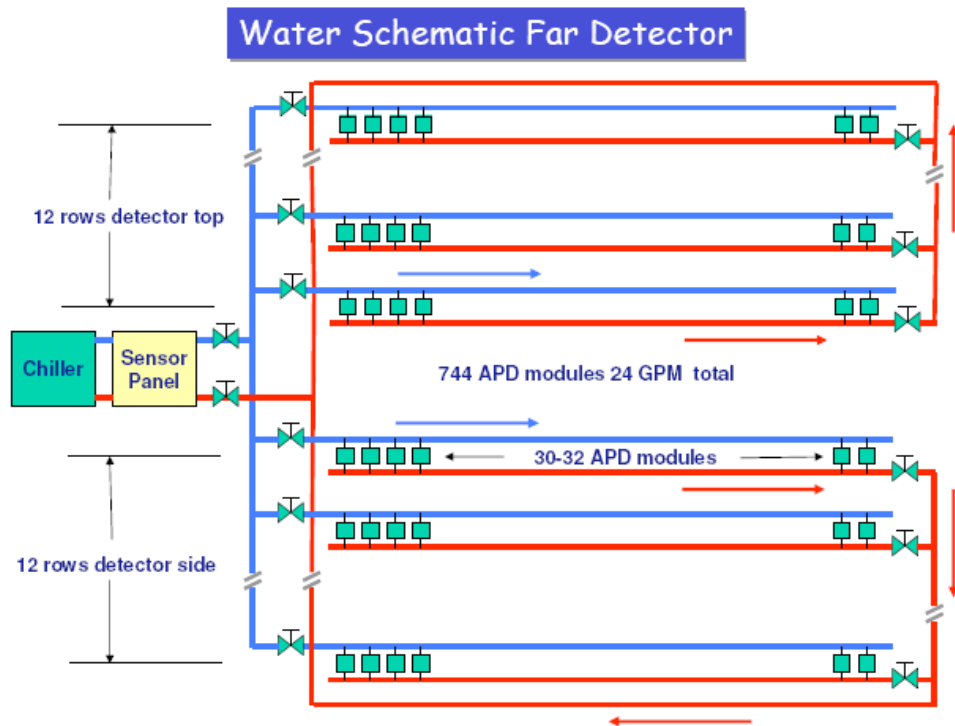 Water Schematic Far Detector
12 rows detector top
Chiller
Sensor
Panel
744 APD modules 24 GPM total
30-32 APD modules
12 rows detector side